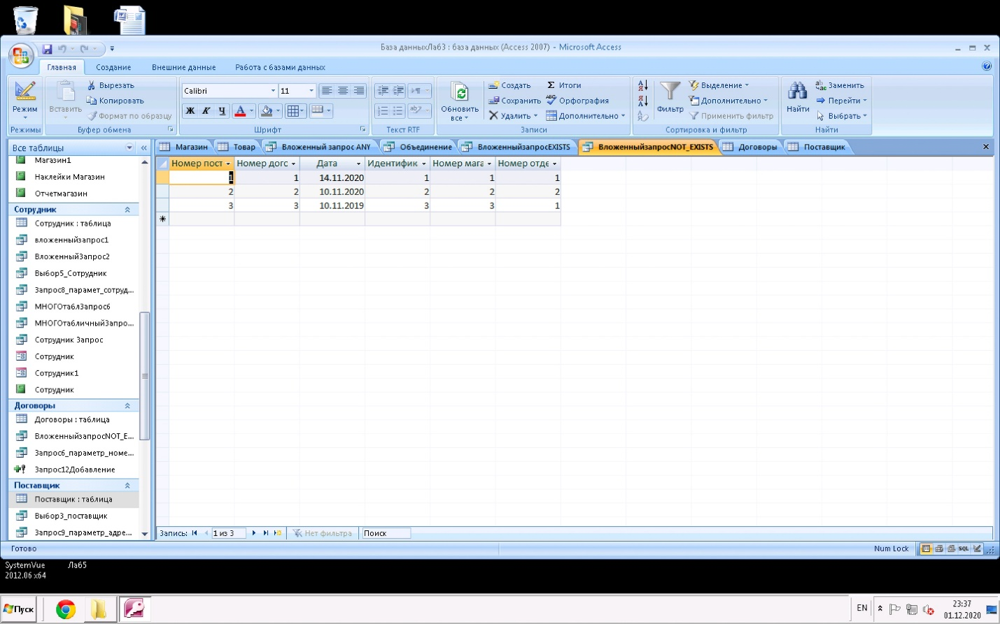 База данныхЛаб3 : база данных (Access 2007) - Microsoft Access
Главная Создание Внешние данные Работа с базами данных
Режим
Режимы
Вставить
Вырезать
Копировать
Формат по образцу
Буфер обмена
Calibri 11
Ж К Ч А
Шрифт
Текст RTF
Обновить
все
Создать
Сохранить
Удалить
Σ Итоги
Орфография
Дополнительно
Записи
Фильтр
Выделение
Дополнительно
Применить фильтр
Сортировка и фильтр
Найти
Заменить
Перейти
Выбрать
Найти
Все таблицы
Магазин1
Наклейки Магазин
Отчетмагазин
Сотрудник
Сотрудник : таблица
вложенныйзапрос1
ВложенныйЗапрос2
Выбор5_Сотрудник
Запрос8_парамет_сотруд...
МНОГОтаблЗапрос6
МНОГОтабличныйЗапро...
Сотрудник Запрос
Сотрудник
Сотрудник1
Сотрудник
Договоры
Договоры : таблица
ВложенныйзапросNOT_E...
Запрос6_параметр_номе...
Запрос12Добавление
Поставщик
Поставщик : таблица
Выбор3_поставщик
Запрос9_параметр_адре...
Магазин Товар Вложенный запрос ANY Объединение ВложенныйзапросEXISTS ВложенныйзапросNOT_EXISTS Договоры Поставщик
Номер пост Номер догс Дата Идентифик Номер мага Номер отде
1 1 14.11.2020 1 1 1
2 2 10.11.2020 2 2 2
3 3 10.11.2019 3 3 1
Запись: 1 из 3 Нет фильтра Поиск
Готово Num Lock SQL
SystemVue
2012.06 x64
Лаб5
Пуск EN 23:37
01.12.2020